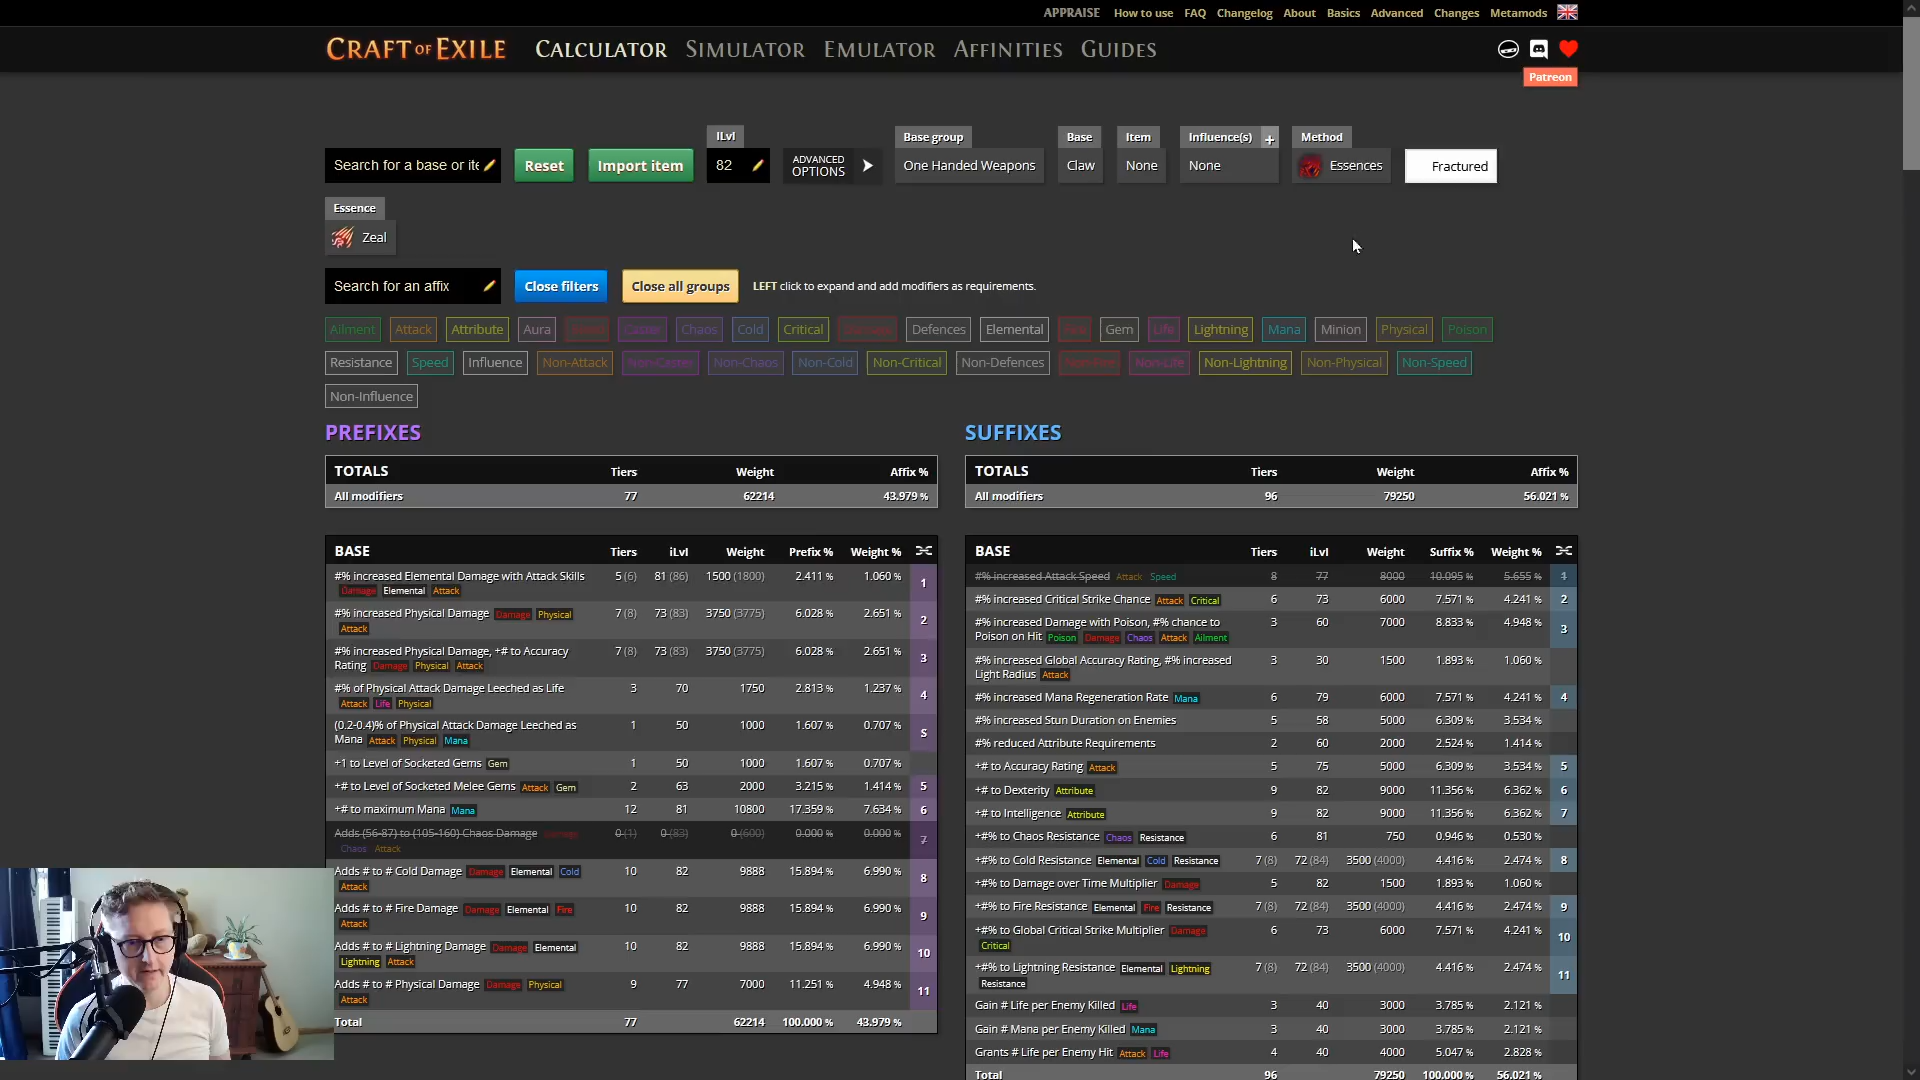 APPRAISE How to use FAQ Changelog About Basics Advanced Changes Metamods
CRAFT OF EXILE CALCULATOR SIMULATOR EMULATOR AFFINITIES GUIDES
Patreon
ILvl Base group Base Item Influence(s) + Method
Search for a base or ite Reset Import item 82 ADVANCED OPTIONS One Handed Weapons Claw None None Essences Fractured
Essence
Zeal
Search for an affix Close filters Close all groups LEFT click to expand and add modifiers as requirements.
Ailment Attack Attribute Aura Caster Chaos Cold Critical Damage Defences Elemental Fire Gem Life Lightning Mana Minion Physical Poison
Resistance Speed Influence Non-Attack Non-Caster Non-Chaos Non-Cold Non-Critical Non-Defences Non-Fire Non-Life Non-Lightning Non-Physical Non-Speed
Non-Influence
PREFIXES
TOTALS Tiers Weight Affix %
All modifiers 77 62214 43.979 %
BASE Tiers iLvl Weight Prefix % Weight %
#% increased Elemental Damage with Attack Skills 5 (6) 81 (86) 1500 (1800) 2.411 % 1.060 % 1
Damage Elemental Attack
#% increased Physical Damage Damage Physical 7 (8) 73 (83) 3750 (3775) 6.028 % 2.651 % 2
Attack
#% increased Physical Damage, +# to Accuracy 7 (8) 73 (83) 3750 (3775) 6.028 % 2.651 % 3
Rating Damage Physical Attack
#% of Physical Attack Damage Leeched as Life 3 70 1750 2.813 % 1.237 % 4
Attack Life Physical
(0.2-0.4)% of Physical Attack Damage Leeched as 1 50 1000 1.607 % 0.707 % S
Mana Attack Physical Mana
+1 to Level of Socketed Gems Gem 1 50 1000 1.607 % 0.707 %
+# to Level of Socketed Melee Gems Attack Gem 2 63 2000 3.215 % 1.414 % 5
+# to maximum Mana Mana 12 81 10800 17.359 % 7.634 % 6
Adds (56-87) to (105-160) Chaos Damage Damage 0 (1) 0 (83) 0 (600) 0.000 % 0.000 % 7
Chaos Attack
Adds # to # Cold Damage Damage Elemental Cold 10 82 9888 15.894 % 6.990 % 8
Attack
Adds # to # Fire Damage Damage Elemental Fire 10 82 9888 15.894 % 6.990 % 9
Attack
Adds # to # Lightning Damage Damage Elemental 10 82 9888 15.894 % 6.990 % 10
Lightning Attack
Adds # to # Physical Damage Damage Physical 9 77 7000 11.251 % 4.948 % 11
Attack
Total 77 62214 100.000 % 43.979 %
SUFFIXES
TOTALS Tiers Weight Affix %
All modifiers 96 79250 56.021 %
BASE Tiers iLvl Weight Suffix % Weight %
#% increased Attack Speed Attack Speed 8 77 8000 10.095 % 5.655 % 1
#% increased Critical Strike Chance Attack Critical 6 73 6000 7.571 % 4.241 % 2
#% increased Damage with Poison, #% chance to 3 60 7000 8.833 % 4.948 % 3
Poison on Hit Poison Damage Chaos Attack Ailment
#% increased Global Accuracy Rating, #% increased 3 30 1500 1.893 % 1.060 %
Light Radius Attack
#% increased Mana Regeneration Rate Mana 6 79 6000 7.571 % 4.241 % 4
#% increased Stun Duration on Enemies 5 58 5000 6.309 % 3.534 %
#% reduced Attribute Requirements 2 60 2000 2.524 % 1.414 %
+# to Accuracy Rating Attack 5 75 5000 6.309 % 3.534 % 5
+# to Dexterity Attribute 9 82 9000 11.356 % 6.362 % 6
+# to Intelligence Attribute 9 82 9000 11.356 % 6.362 % 7
+#% to Chaos Resistance Chaos Resistance 6 81 750 0.946 % 0.530 %
+#% to Cold Resistance Elemental Cold Resistance 7 (8) 72 (84) 3500 (4000) 4.416 % 2.474 % 8
+#% to Damage over Time Multiplier Damage 5 82 1500 1.893 % 1.060 %
+#% to Fire Resistance Elemental Fire Resistance 7 (8) 72 (84) 3500 (4000) 4.416 % 2.474 % 9
+#% to Global Critical Strike Multiplier Damage 6 73 6000 7.571 % 4.241 % 10
Critical
+#% to Lightning Resistance Elemental Lightning 7 (8) 72 (84) 3500 (4000) 4.416 % 2.474 % 11
Resistance
Gain # Life per Enemy Killed Life 3 40 3000 3.785 % 2.121 %
Gain # Mana per Enemy Killed Mana 3 40 3000 3.785 % 2.121 %
Grants # Life per Enemy Hit Attack Life 4 40 4000 5.047 % 2.828 %
Total 96 79250 100.000 % 56.021 %